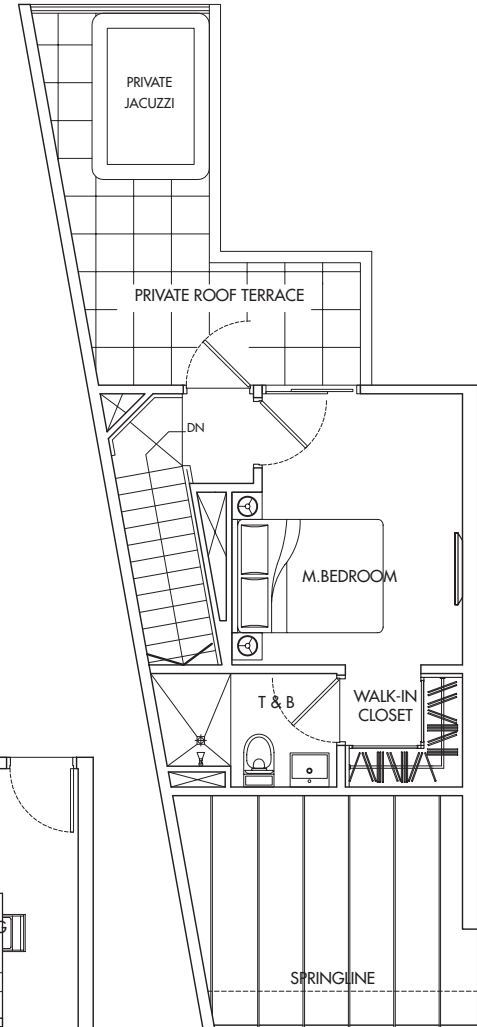 PRIVATE
JACUZZI
PRIVATE ROOF TERRACE
DN
M.BEDROOM
T & B
WALK-IN
CLOSET
G
SPRINGLINE